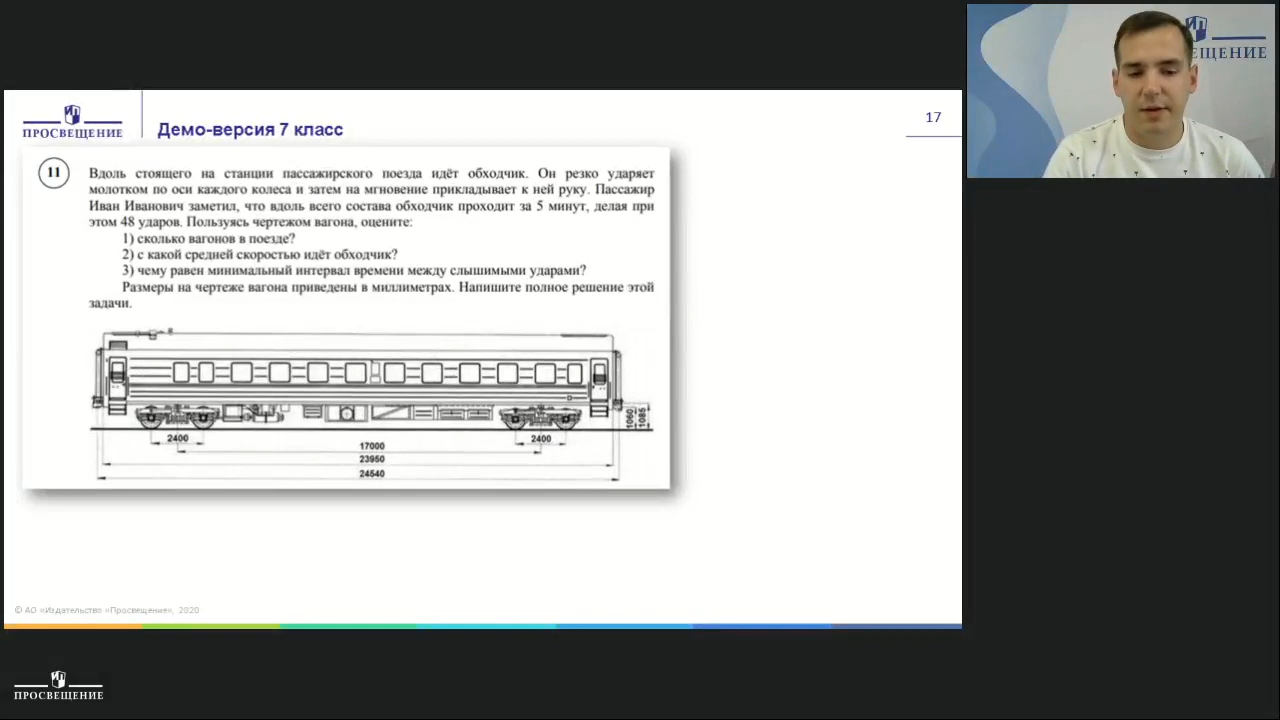 ЩЕНИЕ
ПРОСВЕЩЕНИЕ
Демо-версия 7 класс
17
11
Вдоль стоящего на станции пассажирского поезда идёт обходчик. Он резко ударяет
молотком по оси каждого колеса и затем на мгновение прикладывает к ней руку. Пассажир
Иван Иванович заметил, что вдоль всего состава обходчик проходит за 5 минут, делая при
этом 48 ударов. Пользуясь чертежом вагона, оцените:
1) сколько вагонов в поезде?
2) с какой средней скоростью идёт обходчик?
3) чему равен минимальный интервал времени между слышимыми ударами?
Размеры на чертеже вагона приведены в миллиметрах. Напишите полное решение этой
задачи.
1060
1085
2400
2400
17000
23950
24540
© АО «Издательство «Просвещение», 2020
ПРОСВЕЩЕНИЕ